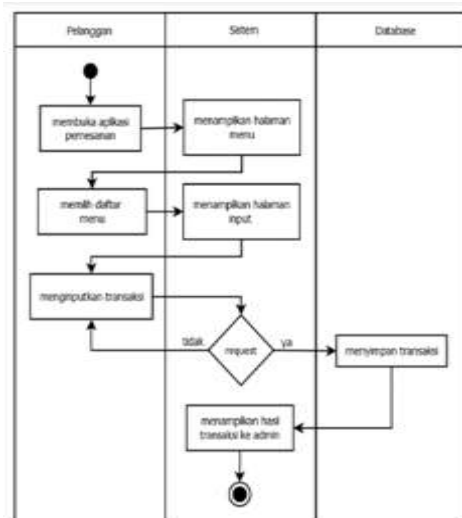 Pelanggan
Sistem
Database
membuka aplikasi
pemesanan
menampilkan halaman
menu
memilih daftar
menu
menampilkan halaman
input
menginputkan transaksi
request
tidak
ya
menyimpan transaksi
menampilkan hasil
transaksi ke admin